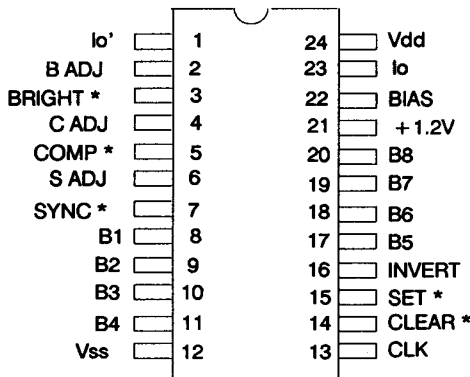 Io' 1 24 Vdd
B ADJ 2 23 Io
BRIGHT * 3 22 BIAS
C ADJ 4 21 +1.2V
COMP * 5 20 B8
S ADJ 6 19 B7
SYNC * 7 18 B6
B1 8 17 B5
B2 9 16 INVERT
B3 10 15 SET *
B4 11 14 CLEAR *
Vss 12 13 CLK